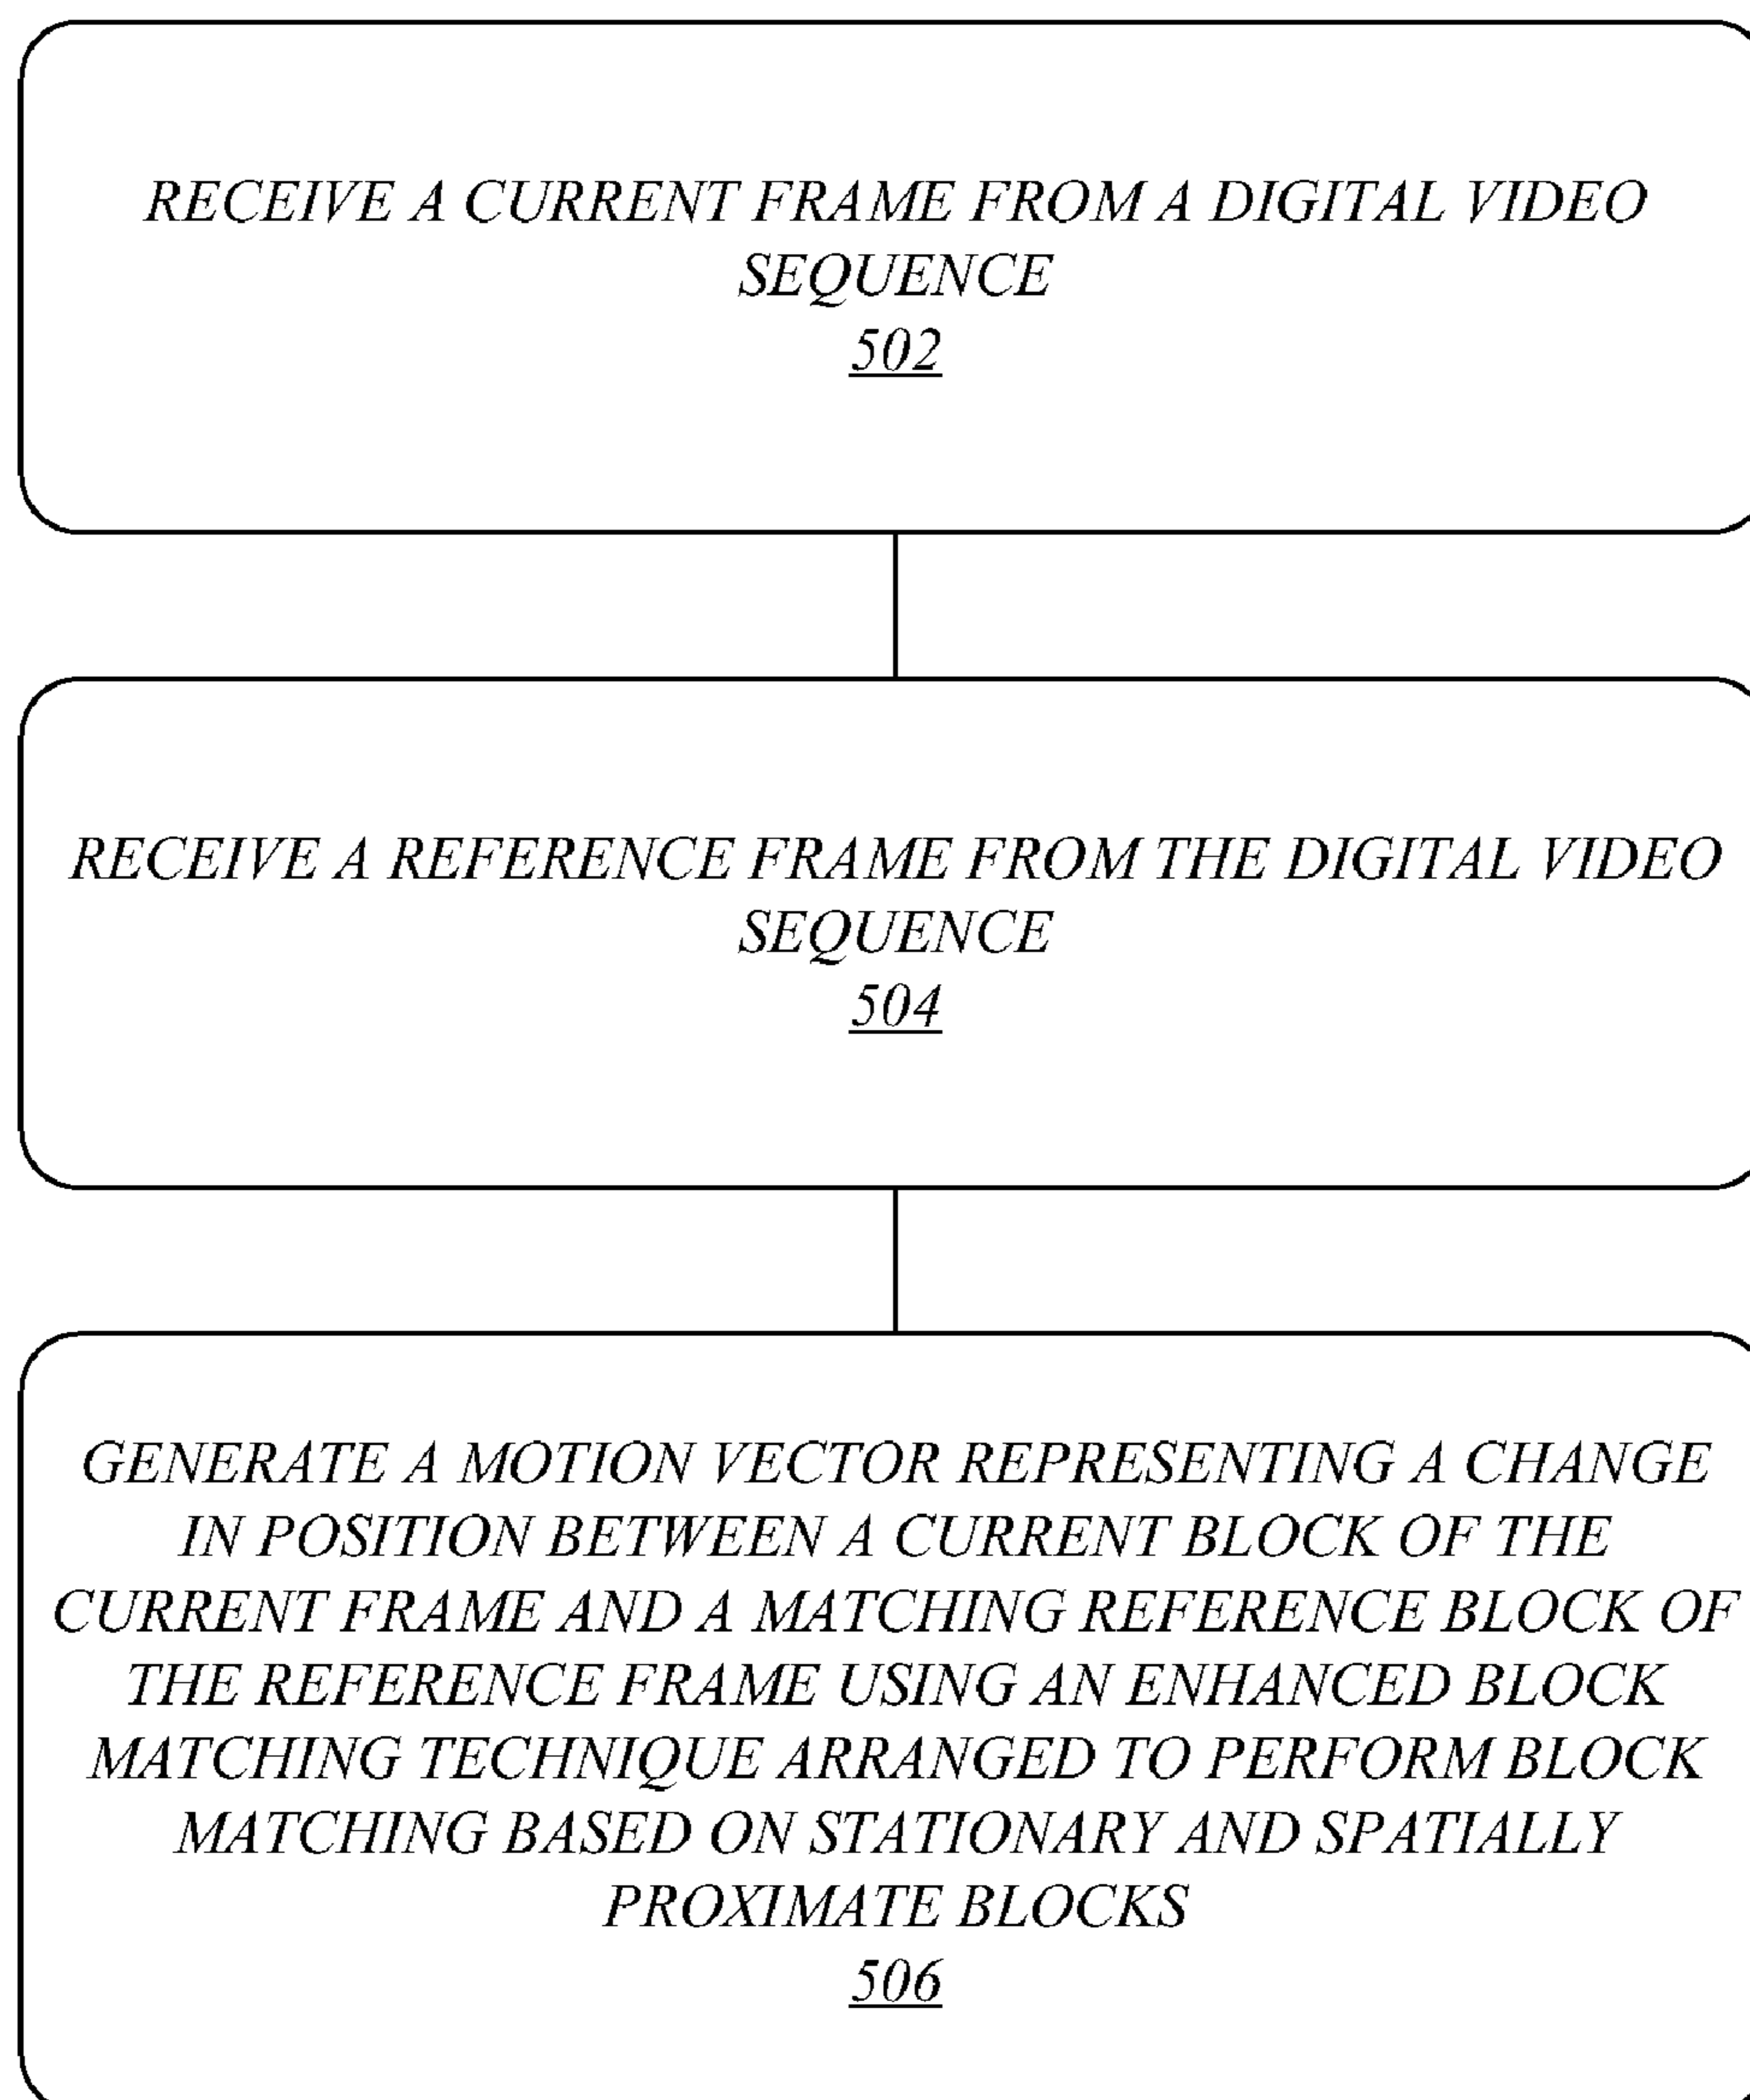 RECEIVE A CURRENT FRAME FROM A DIGITAL VIDEO
SEQUENCE
502
RECEIVE A REFERENCE FRAME FROM THE DIGITAL VIDEO
SEQUENCE
504
GENERATE A MOTION VECTOR REPRESENTING A CHANGE
IN POSITION BETWEEN A CURRENT BLOCK OF THE
CURRENT FRAME AND A MATCHING REFERENCE BLOCK OF
THE REFERENCE FRAME USING AN ENHANCED BLOCK
MATCHING TECHNIQUE ARRANGED TO PERFORM BLOCK
MATCHING BASED ON STATIONARY AND SPATIALLY
PROXIMATE BLOCKS
506